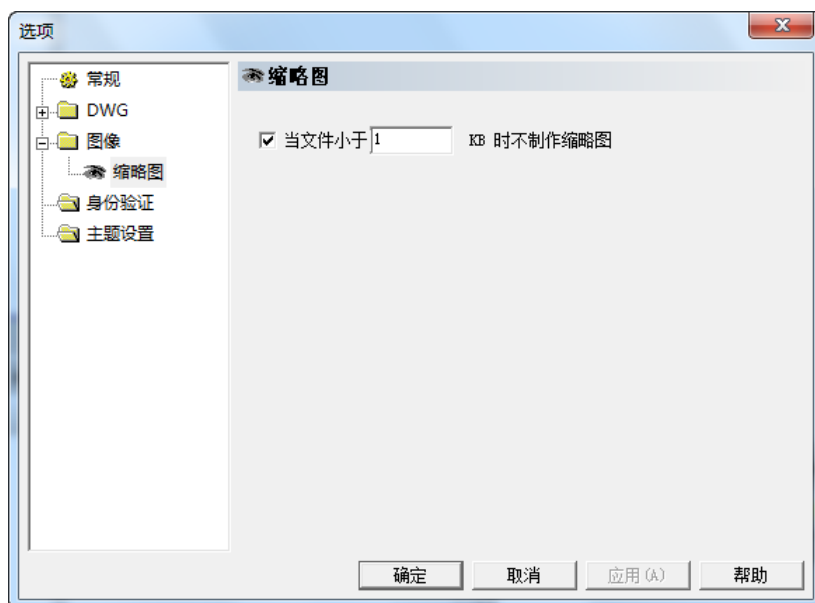 选项
常规
DWG
图像
缩略图
身份验证
主题设置
缩略图
当文件小于 1 KB 时不制作缩略图
确定 取消 应用(A) 帮助